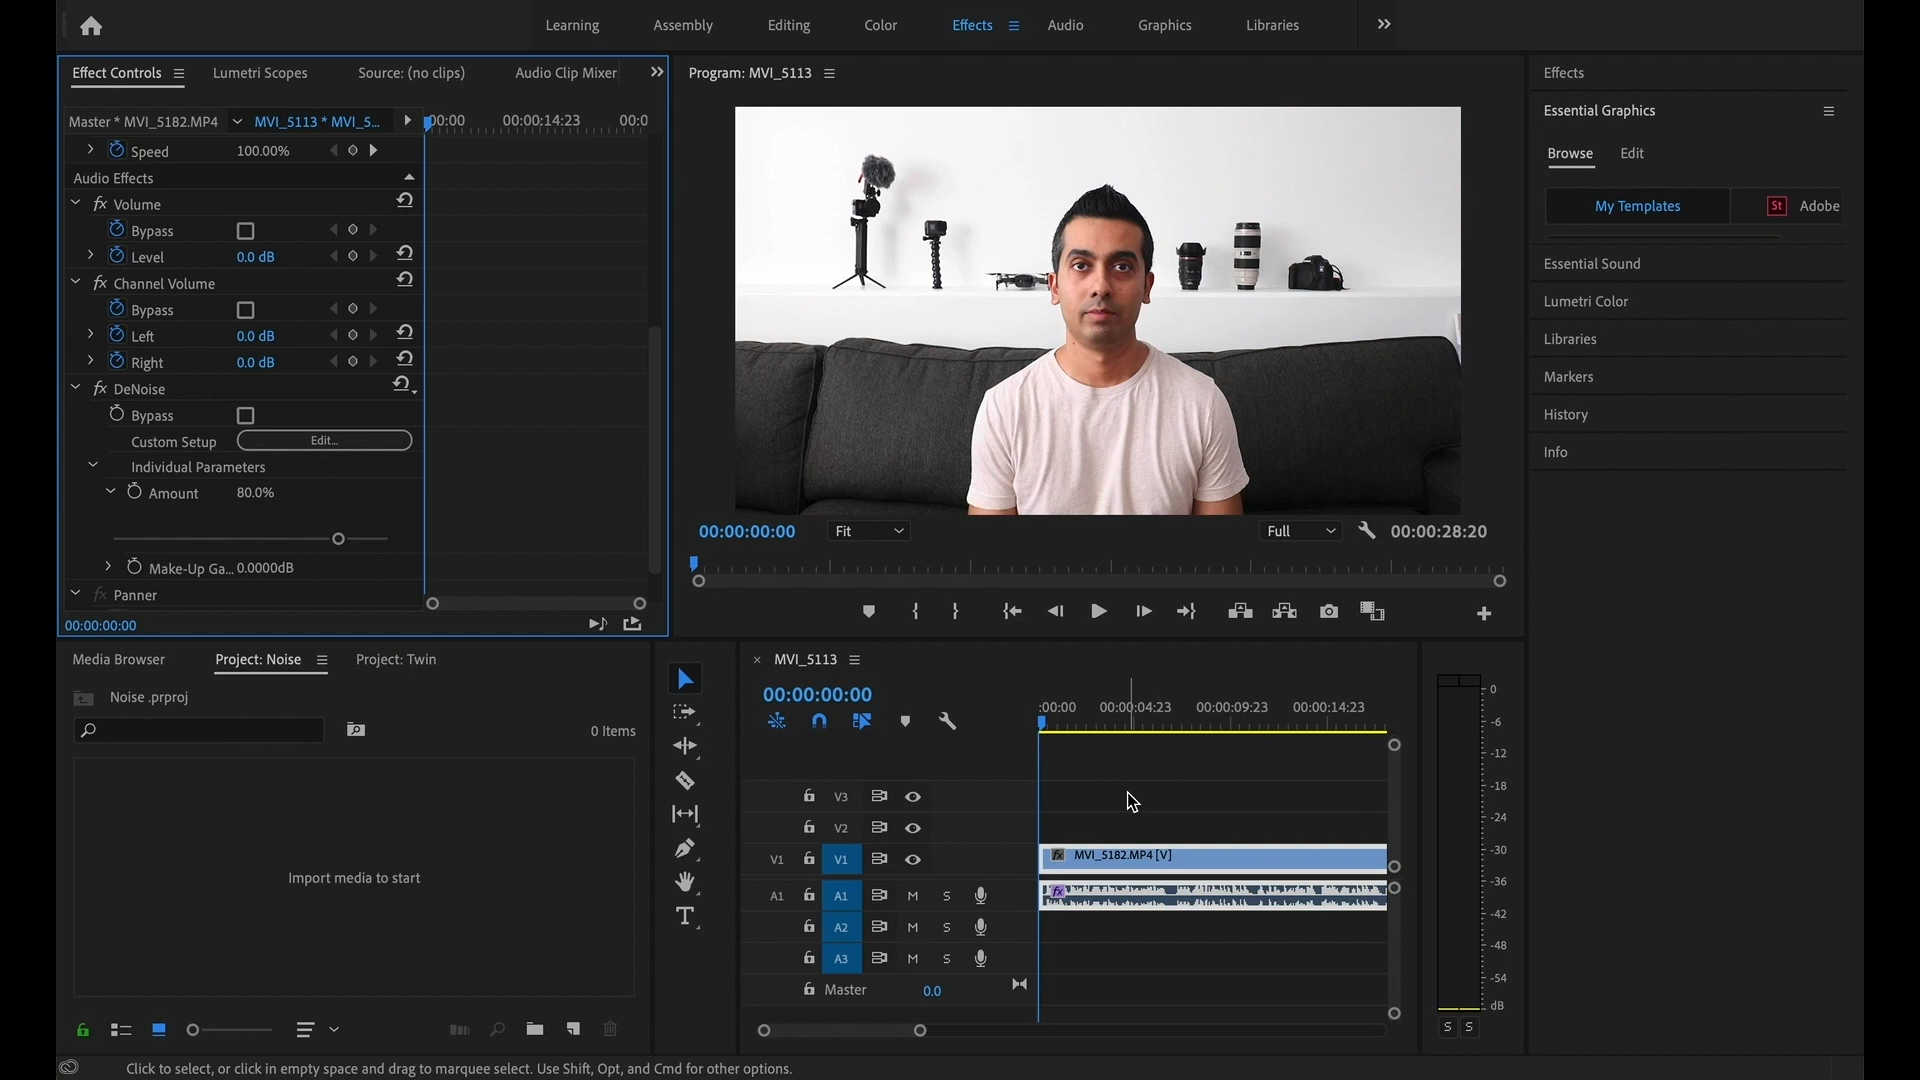 Learning Assembly Editing Color Effects Audio Graphics Libraries
Effect Controls Lumetri Scopes Source: (no clips) Audio Clip Mixer
Master * MVI_5182.MP4 MVI_5113 * MVI_5... 00:00 00:00:14:23 00:0
Speed 100.00%
Audio Effects
fx Volume
Bypass
Level 0.0 dB
fx Channel Volume
Bypass
Left 0.0 dB
Right 0.0 dB
fx DeNoise
Bypass
Custom Setup Edit...
Individual Parameters
Amount 80.0%
Make-Up Ga... 0.0000dB
fx Panner
00:00:00:00
Program: MVI_5113
00:00:00:00 Fit Full 00:00:28:20
Effects
Essential Graphics
Browse Edit
My Templates St Adobe
Essential Sound
Lumetri Color
Libraries
Markers
History
Info
Media Browser Project: Noise Project: Twin
Noise .prproj
0 Items
Import media to start
MVI_5113
00:00:00:00
:00:00 00:00:04:23 00:00:09:23 00:00:14:23
V3
V2
V1 V1 fx MVI_5182.MP4 [V]
A1 A1 M S fx
A2 M S
A3 M S
Master 0.0
0
-6
-12
-18
-24
-30
-36
-42
-48
-54
dB
S S
Click to select, or click in empty space and drag to marquee select. Use Shift, Opt, and Cmd for other options.